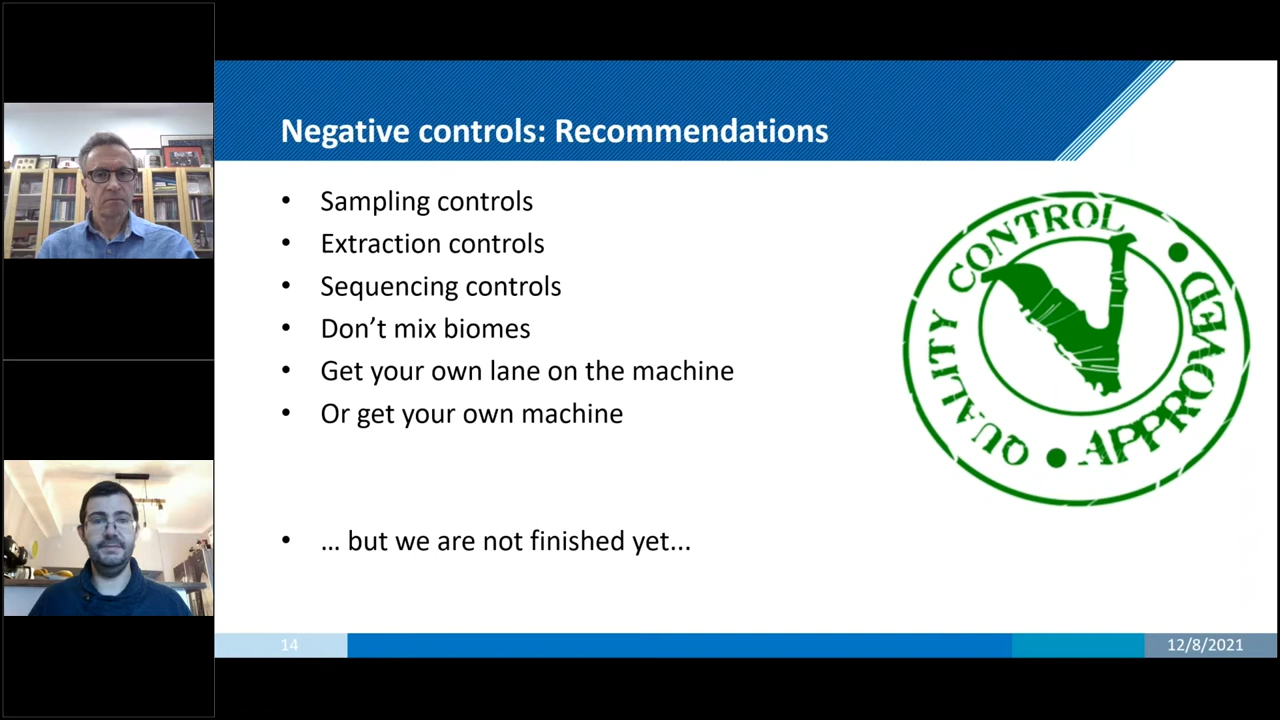 Negative controls: Recommendations
• Sampling controls
• Extraction controls
• Sequencing controls
• Don’t mix biomes
• Get your own lane on the machine
• Or get your own machine
• … but we are not finished yet...
QUALITY CONTROL
• APPROVED •
14
12/8/2021